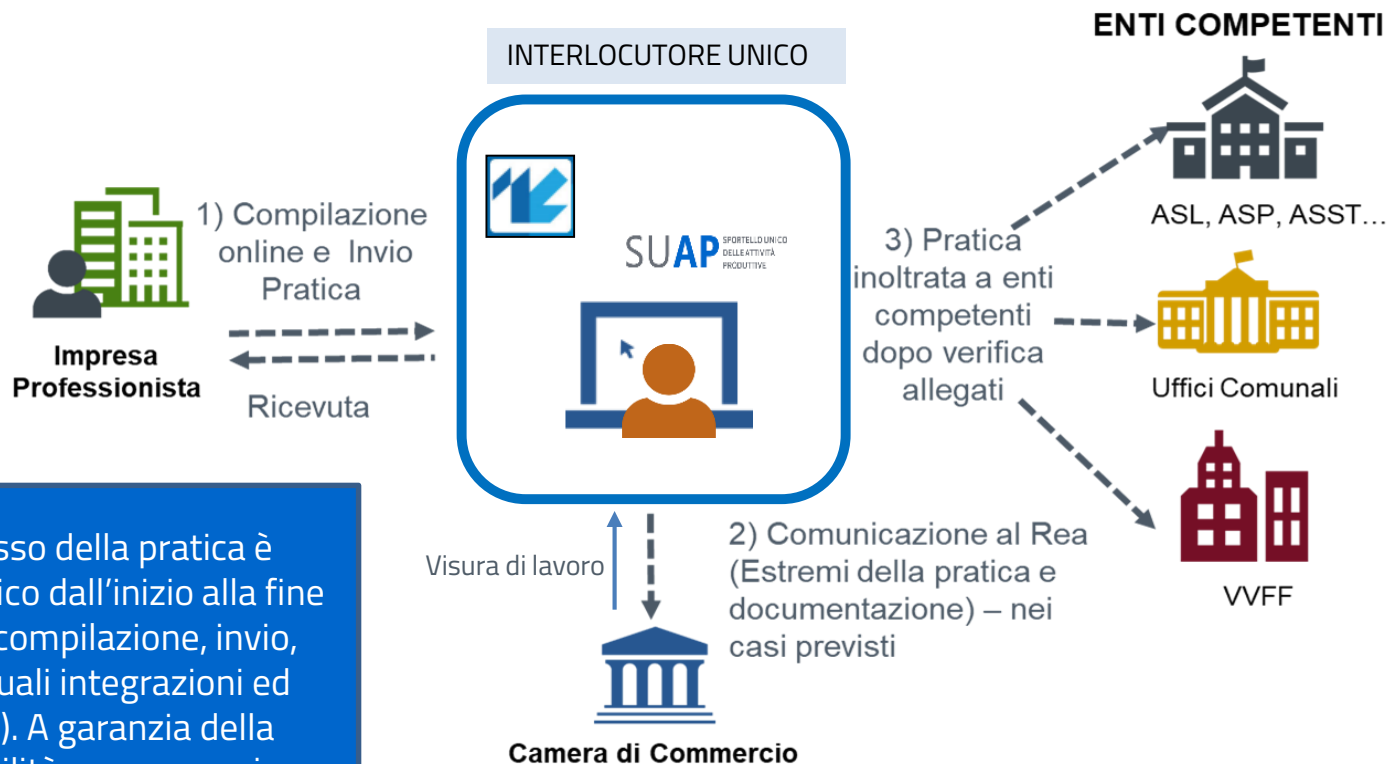 ENTI COMPETENTI
INTERLOCUTORE UNICO
1) Compilazione
online e Invio
Pratica
Impresa
Professionista
Ricevuta
SUAP
SPORTELLO UNICO
DELLE ATTIVITÀ
PRODUTTIVE
3) Pratica
inoltrata a enti
competenti
dopo verifica
allegati
ASL, ASP, ASST...
Uffici Comunali
VVFF
Visura di lavoro
2) Comunicazione al Rea
(Estremi della pratica e
documentazione) – nei
casi previsti
Camera di Commercio
sso della pratica è
ico dall'inizio alla fine
compilazione, invio,
uali integrazioni ed
). A garanzia della